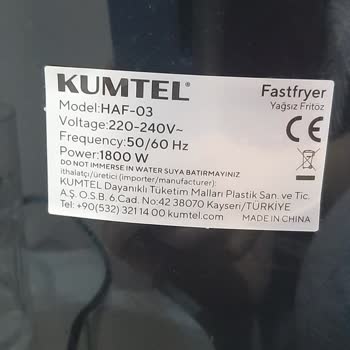 KUMTEL® Fastfryer
Model:HAF-03 Yağsız Fritöz
Voltage:220-240V~
Frequency:50/60 Hz CE
Power:1800 W
DO NOT IMMERSE IN WATER SUYA BATIRMAYINIZ
ithalatçı/üretici (importer/manufacturer):
KUMTEL Dayanıklı Tüketim Malları Plastik San. ve Tic.
A.Ş. O.S.B. 6.Cad. No:42 38070 Kayseri/TÜRKİYE
Tel: +90(532) 321 14 00 kumtel.com MADE IN CHINA